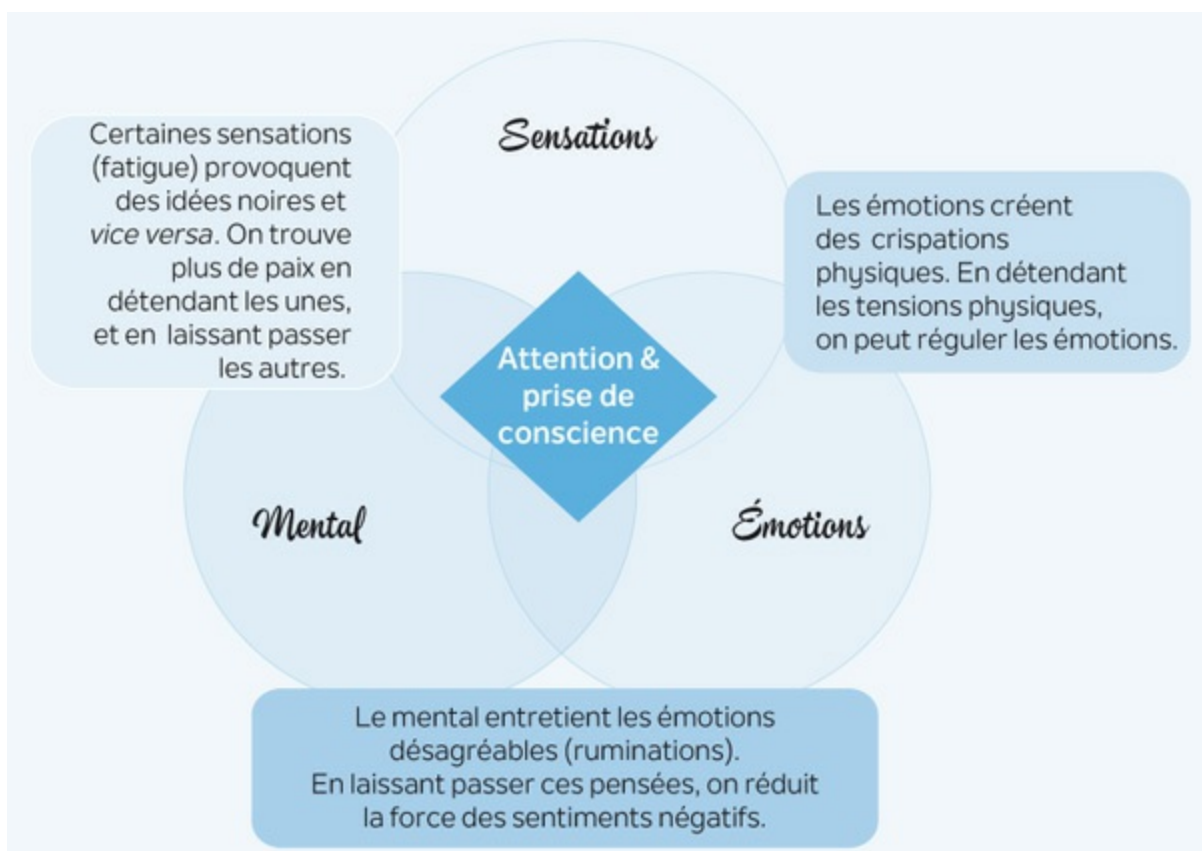 Sensations
Certaines sensations
(fatigue) provoquent
des idées noires et
vice versa. On trouve
plus de paix en
détendant les unes,
et en laissant passer
les autres.
Les émotions créent
des crispations
physiques. En détendant
les tensions physiques,
on peut réguler les émotions.
Attention &
prise de
conscience
Mental
Émotions
Le mental entretient les émotions
désagréables (ruminations).
En laissant passer ces pensées, on réduit
la force des sentiments négatifs.